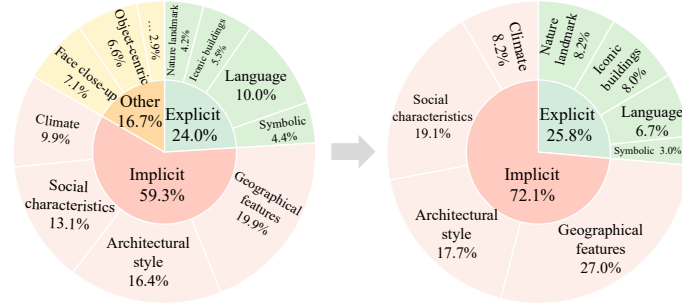 Nature landmark
4.2%
Iconic buildings
5.5%
Language
10.0%
Symbolic
4.4%
Explicit
24.0%
Geographical
features
19.9%
Architectural
style
16.4%
Social
characteristics
13.1%
Climate
9.9%
Implicit
59.3%
Face close-up
7.1%
Object-centric
6.6%
... 2.9%
Other
16.7%
Nature
landmark
8.2%
Iconic
buildings
8.0%
Language
6.7%
Symbolic 3.0%
Explicit
25.8%
Geographical
features
27.0%
Architectural
style
17.7%
Social
characteristics
19.1%
Climate
8.2%
Implicit
72.1%